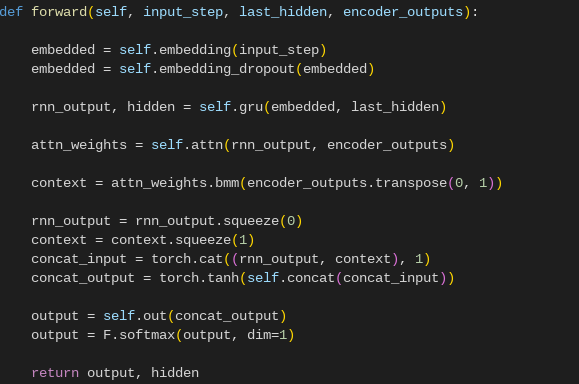 def forward(self, input_step, last_hidden, encoder_outputs):
embedded = self.embedding(input_step)
embedded = self.embedding_dropout(embedded)
rnn_output, hidden = self.gru(embedded, last_hidden)
attn_weights = self.attn(rnn_output, encoder_outputs)
context = attn_weights.bmm(encoder_outputs.transpose(0, 1))
rnn_output = rnn_output.squeeze(0)
context = context.squeeze(1)
concat_input = torch.cat((rnn_output, context), 1)
concat_output = torch.tanh(self.concat(concat_input))
output = self.out(concat_output)
output = F.softmax(output, dim=1)
return output, hidden